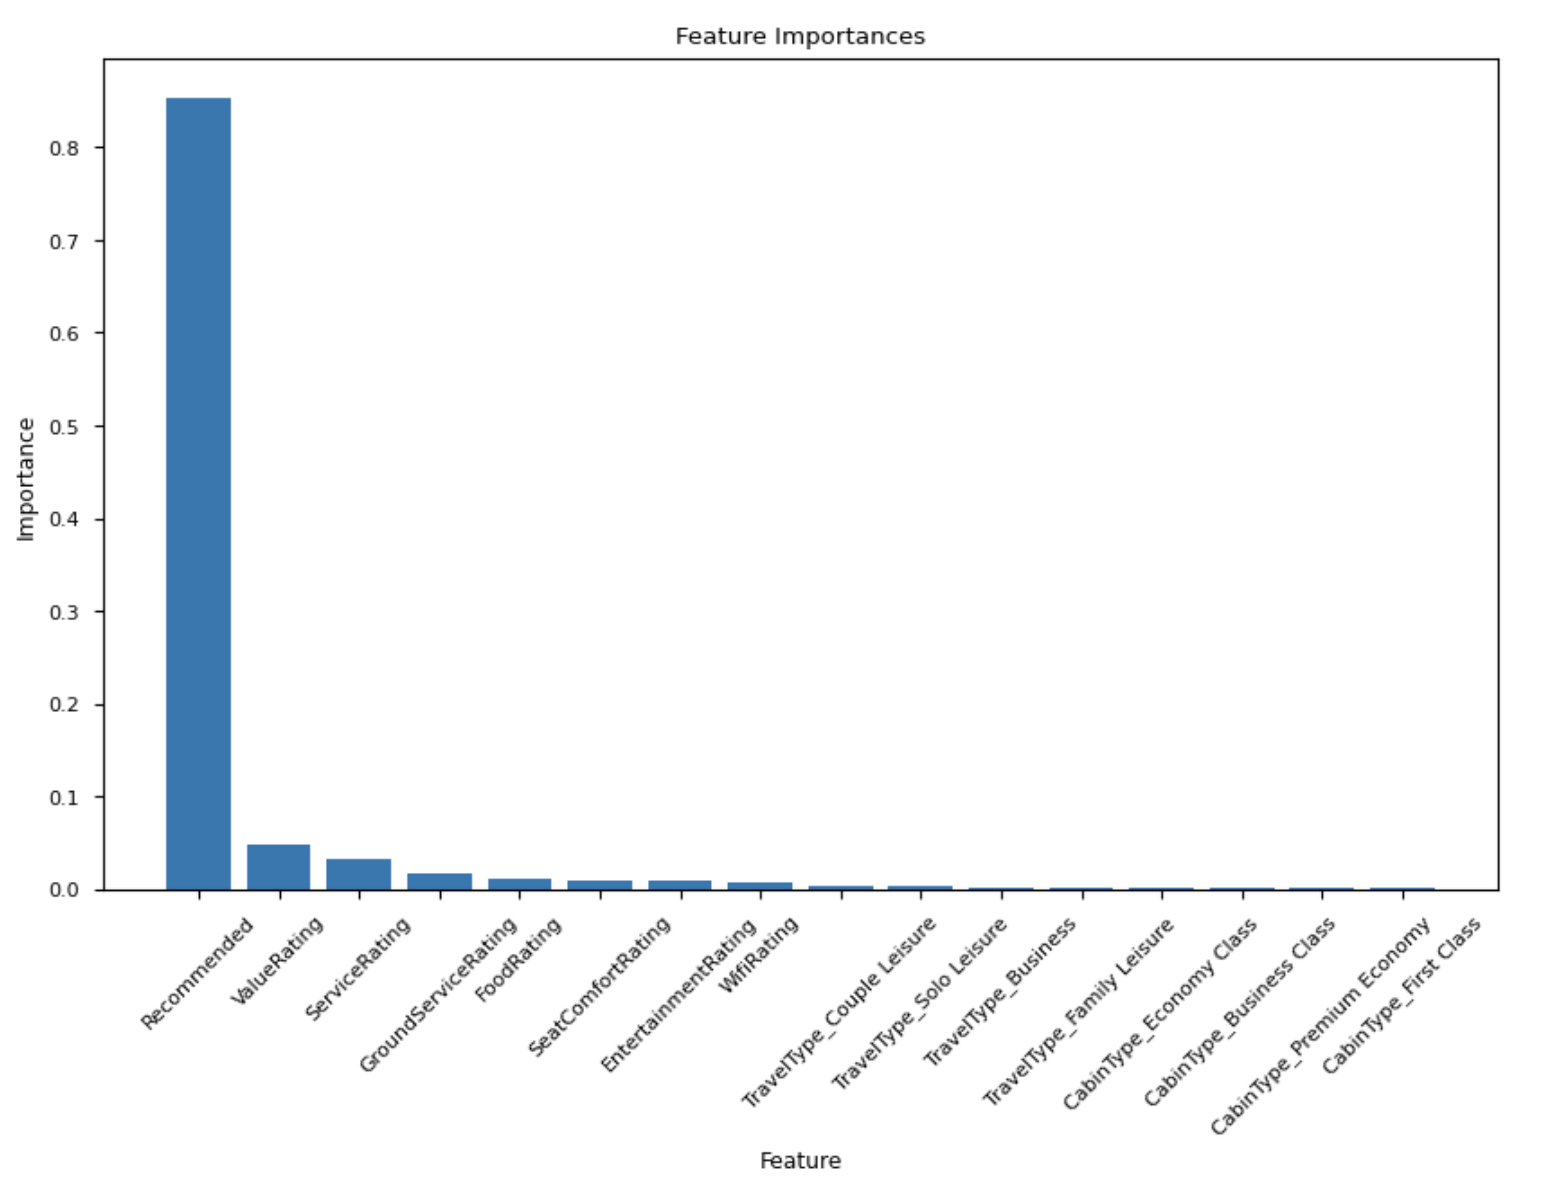 Feature Importances
Importance
0.8
0.7
0.6
0.5
0.4
0.3
0.2
0.1
0.0
Recommended
ValueRating
ServiceRating
GroundServiceRating
FoodRating
SeatComfortRating
EntertainmentRating
WifiRating
TravelType_Couple Leisure
TravelType_Solo Leisure
TravelType_Business
TravelType_Family Leisure
CabinType_Economy Class
CabinType_Business Class
CabinType_Premium Economy
CabinType_First Class
Feature